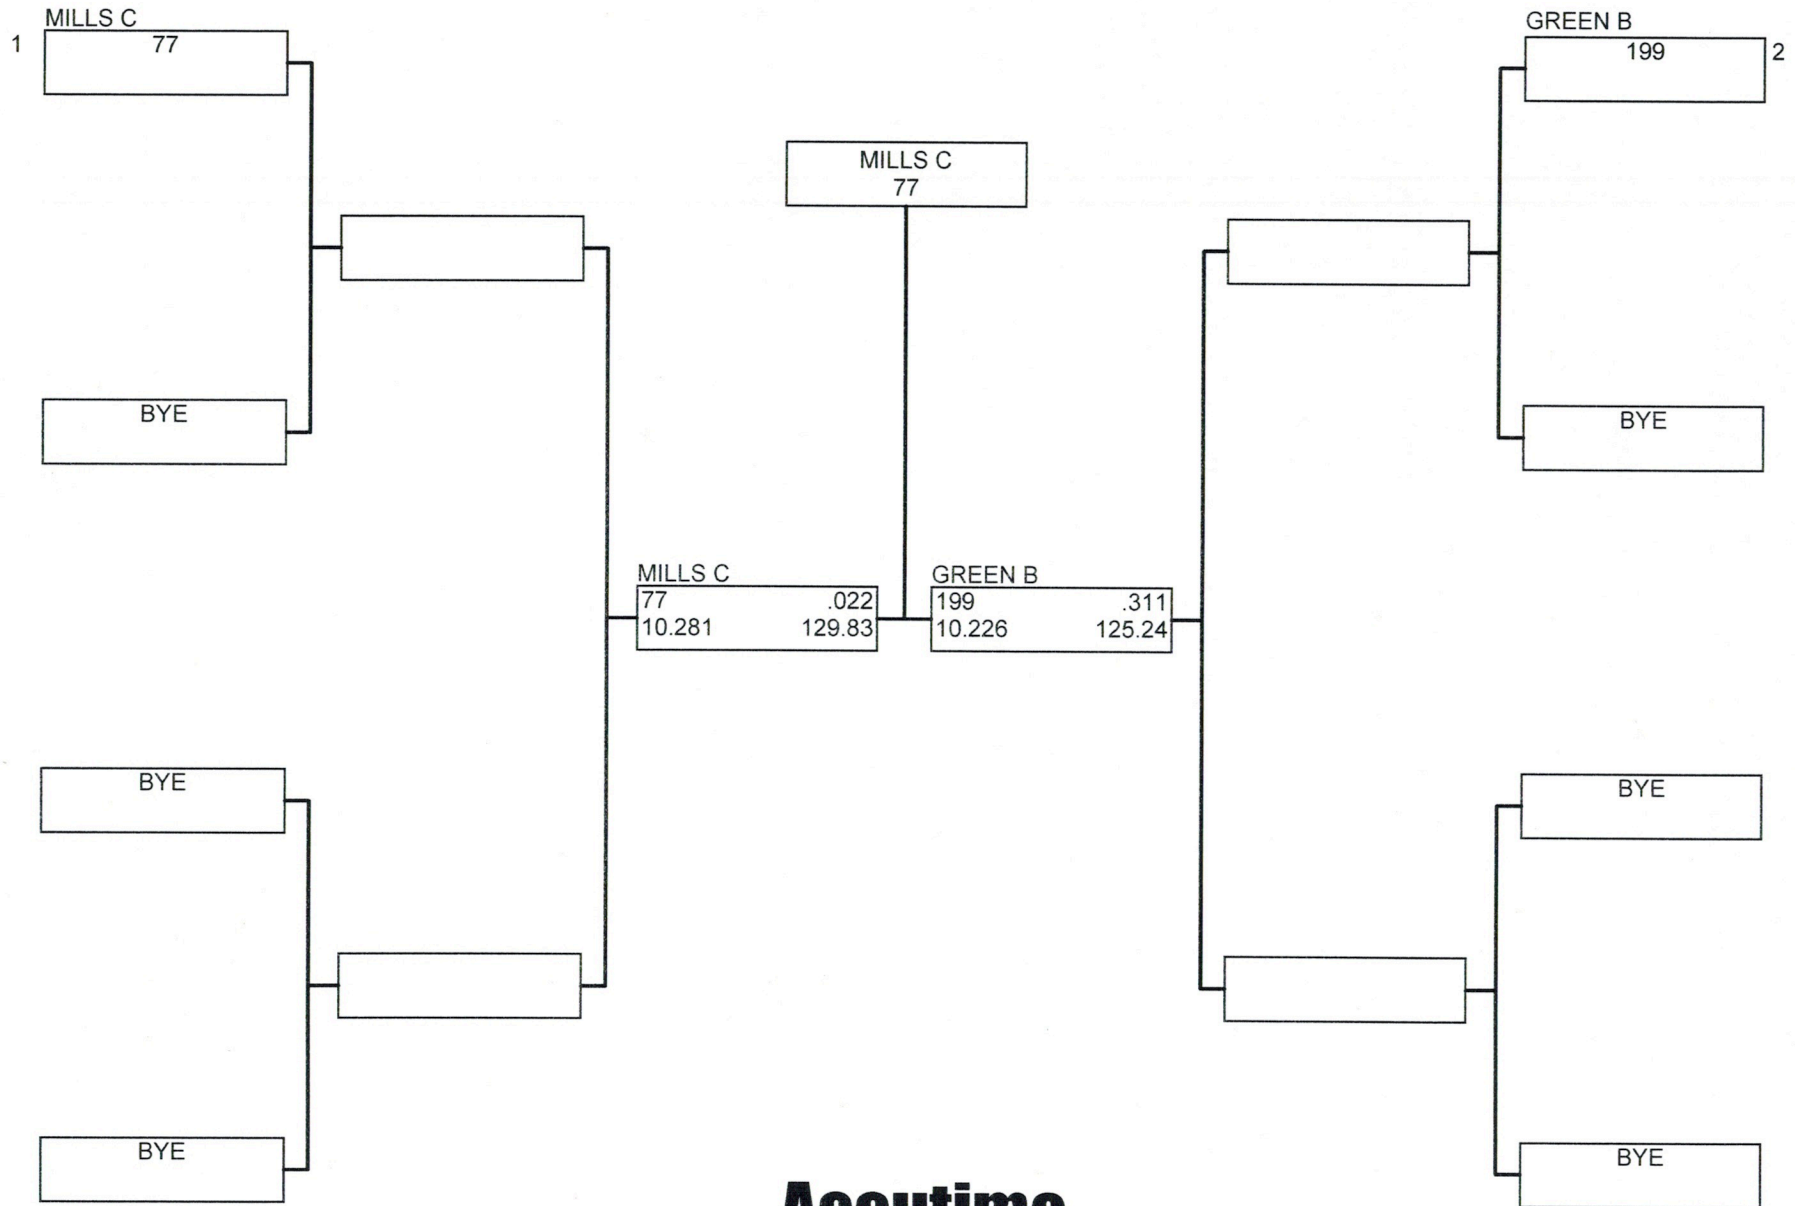 MILLS C
1
77
BYE
BYE
BYE
MILLS C
77
MILLS C
77 .022
10.281 129.83
GREEN B
199 .311
10.226 125.24
GREEN B
199
2
BYE
BYE
BYE
Accutime